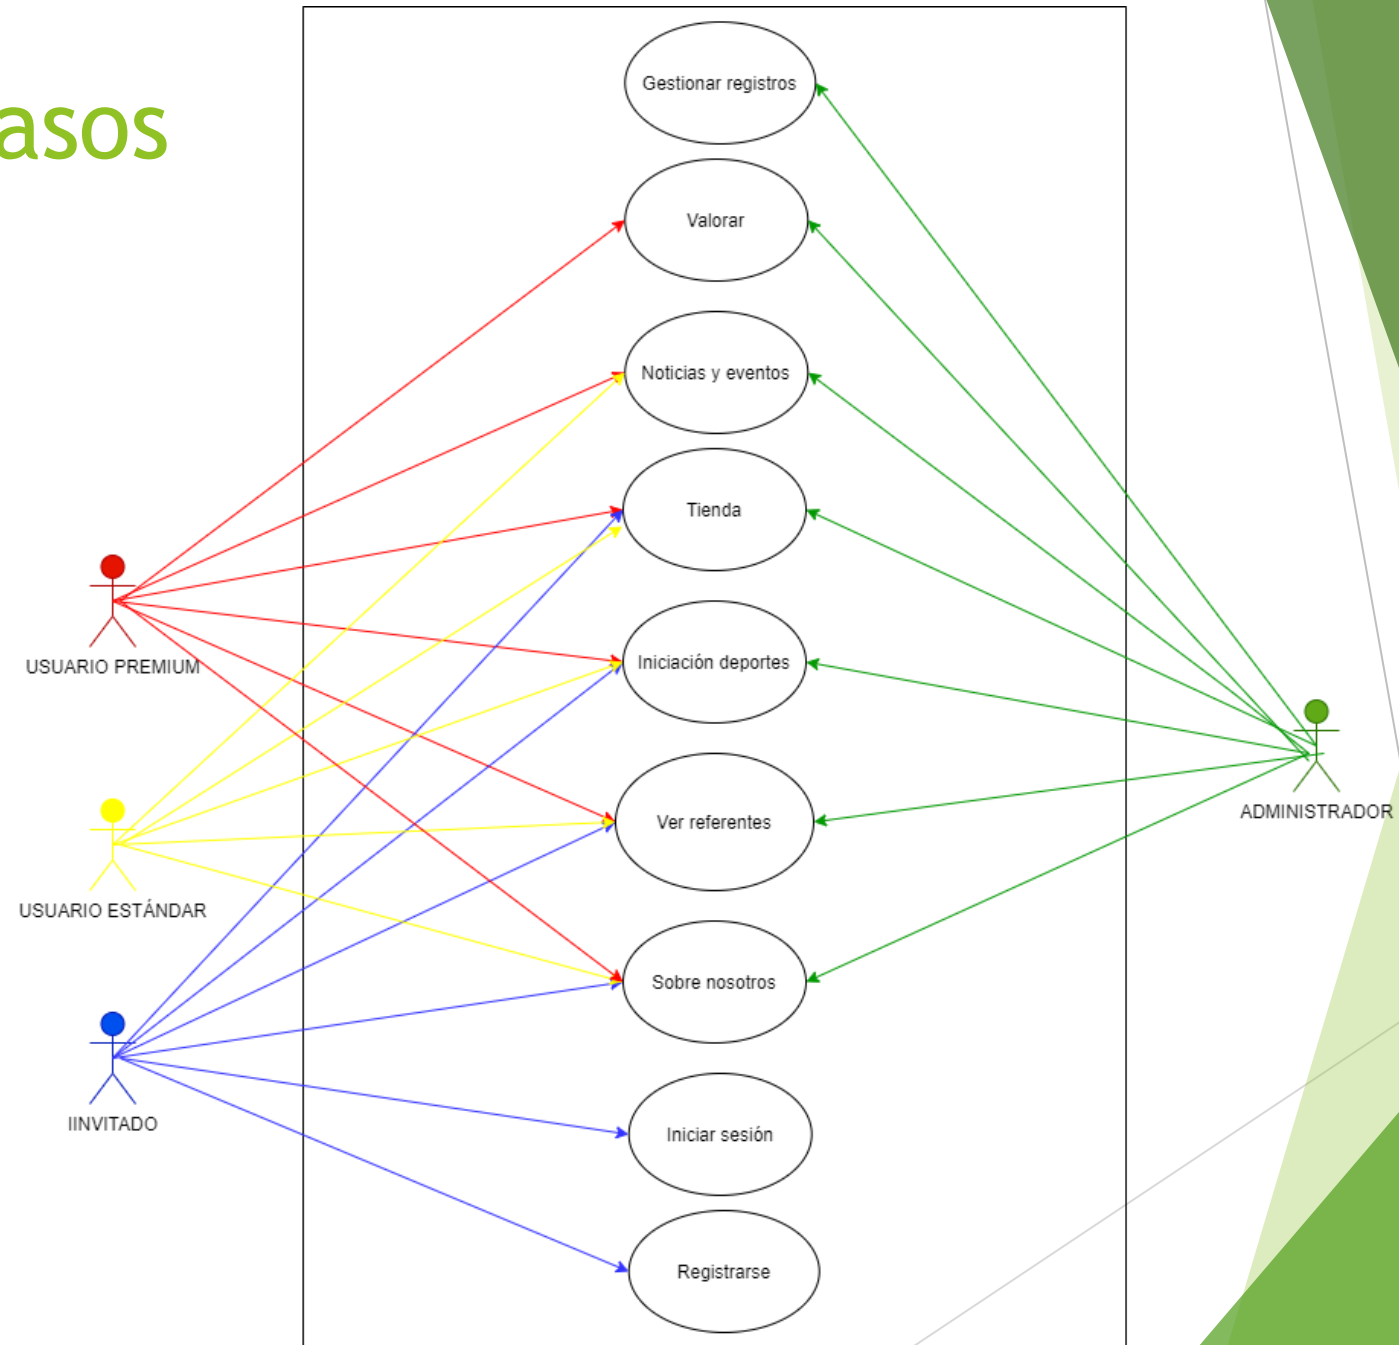 asos
Gestionar registros
Valorar
Noticias y eventos
Tienda
Iniciación deportes
Ver referentes
Sobre nosotros
Iniciar sesión
Registrarse
USUARIO PREMIUM
USUARIO ESTÁNDAR
IINVITADO
ADMINISTRADOR